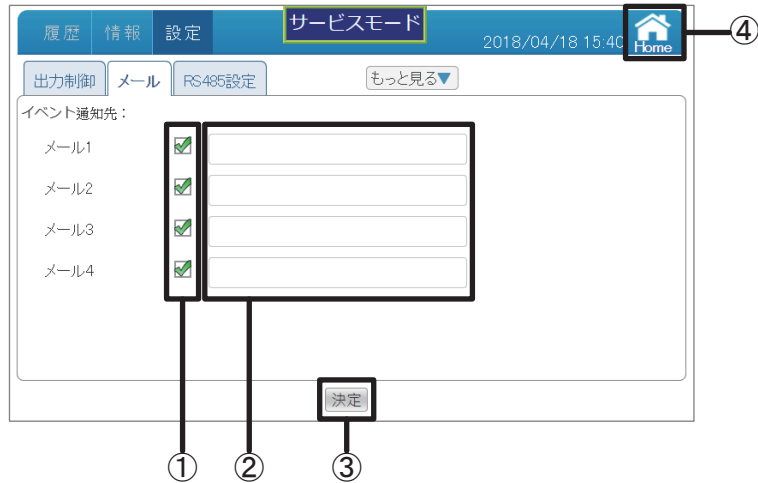 履歴 情報 設定 サービスモード 2018/04/18 15:40 Home ④
出力制御 メール RS485設定 もっと見る▼
イベント通知先：
メール1
メール2
メール3
メール4
決定
① ② ③